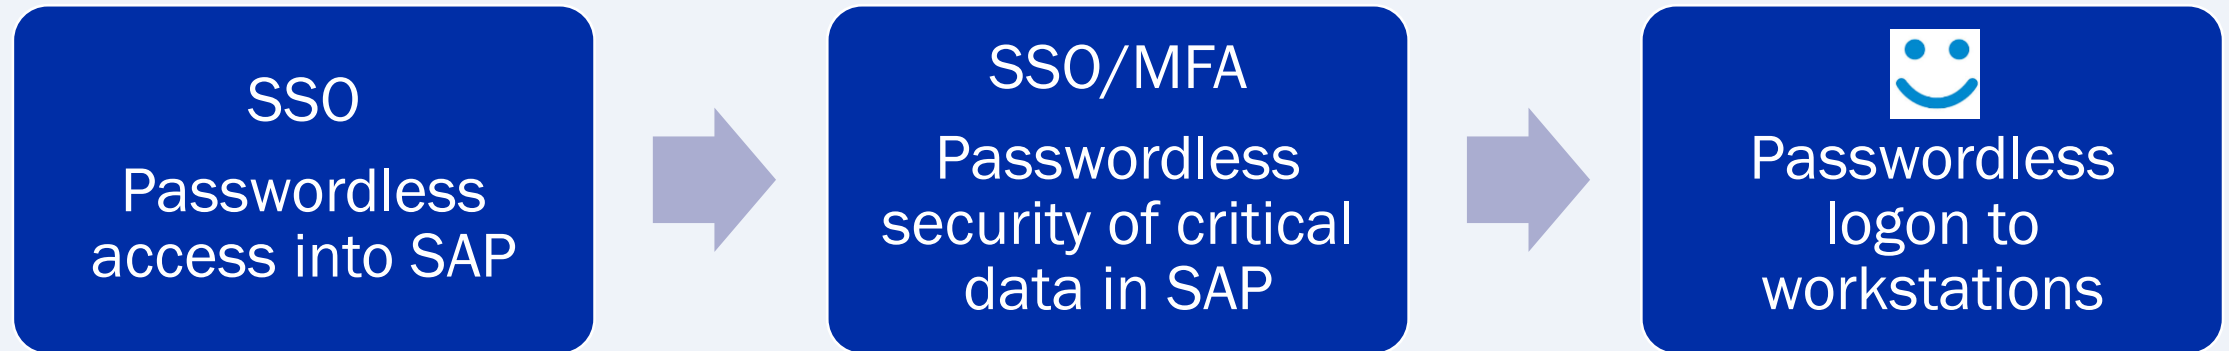 SSO
Passwordless
access into SAP
SSO/MFA
Passwordless
security of critical
data in SAP
Passwordless
logon to
workstations